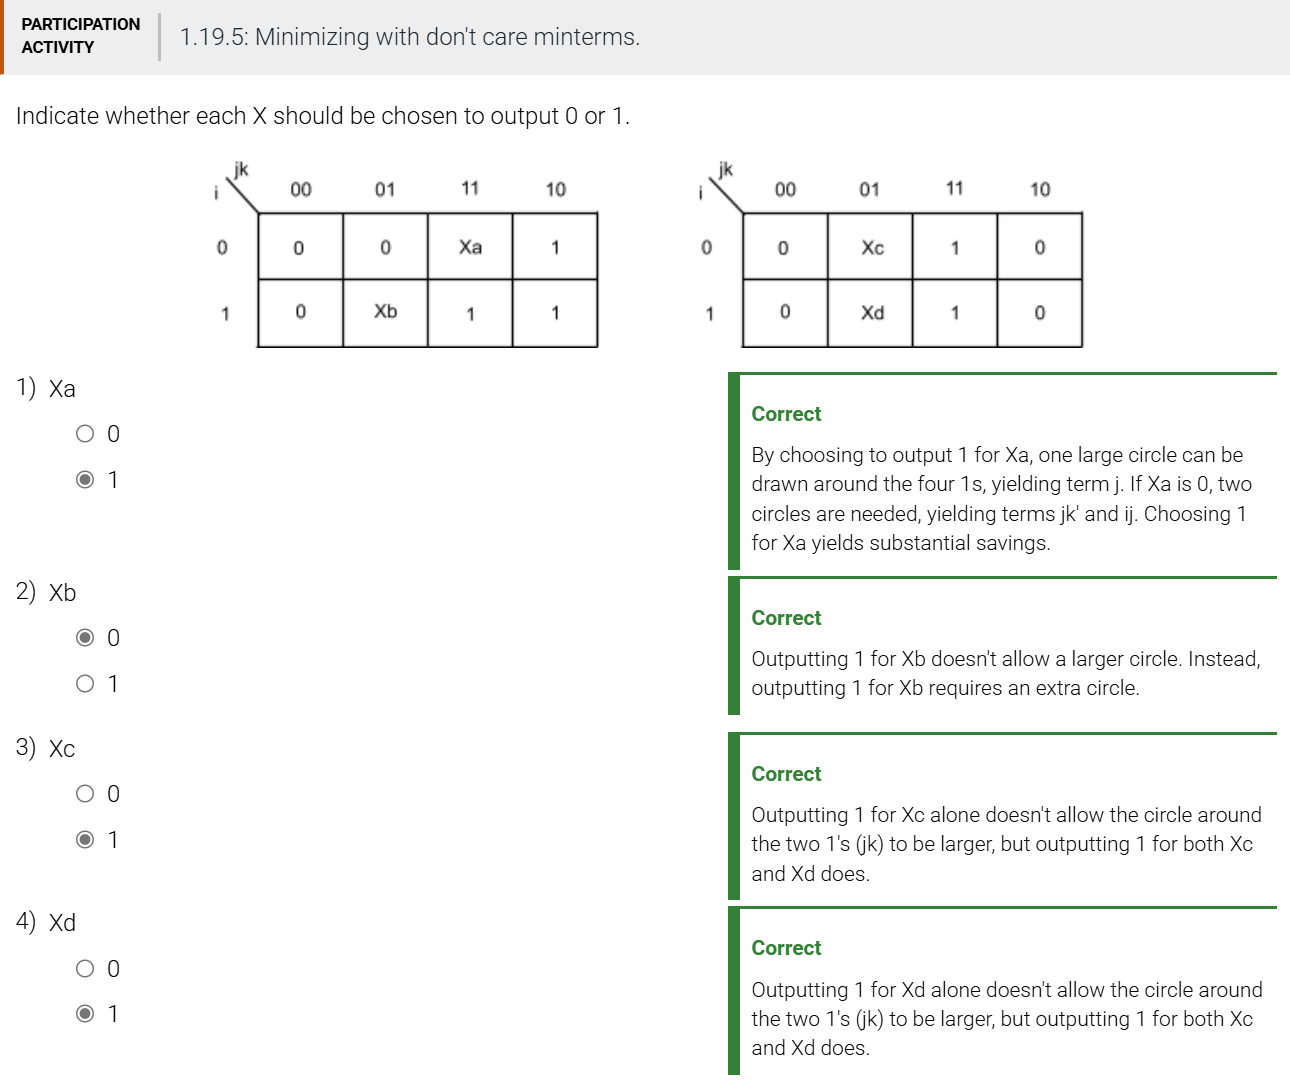 PARTICIPATION
ACTIVITY
1.19.5: Minimizing with don't care minterms.
Indicate whether each X should be chosen to output 0 or 1.
jk
i
00 01 11 10
0 0 0 Xa 1
1 0 Xb 1 1
jk
i
00 01 11 10
0 0 Xc 1 0
1 0 Xd 1 0
1) Xa
0
1
Correct
By choosing to output 1 for Xa, one large circle can be
drawn around the four 1s, yielding term j. If Xa is 0, two
circles are needed, yielding terms jk' and ij. Choosing 1
for Xa yields substantial savings.
2) Xb
0
1
Correct
Outputting 1 for Xb doesn't allow a larger circle. Instead,
outputting 1 for Xb requires an extra circle.
3) Xc
0
1
Correct
Outputting 1 for Xc alone doesn't allow the circle around
the two 1's (jk) to be larger, but outputting 1 for both Xc
and Xd does.
4) Xd
0
1
Correct
Outputting 1 for Xd alone doesn't allow the circle around
the two 1's (jk) to be larger, but outputting 1 for both Xc
and Xd does.